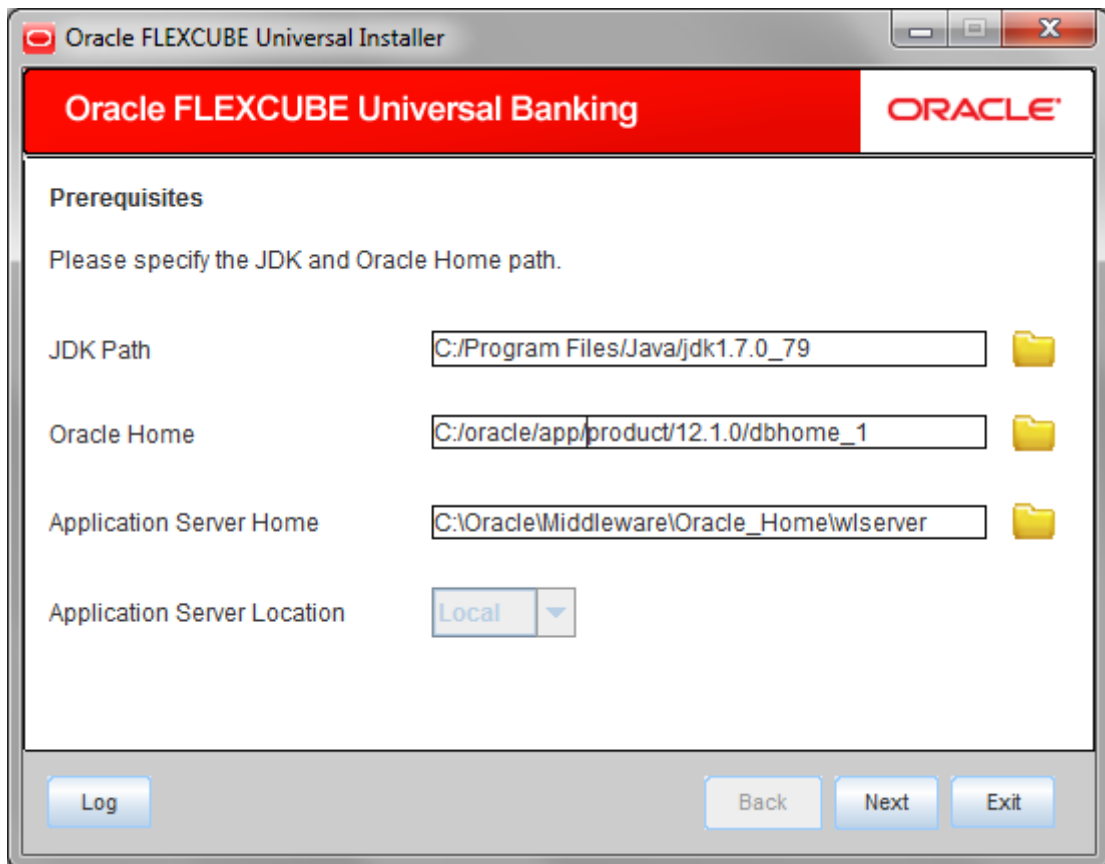 Oracle FLEXCUBE Universal Installer
Oracle FLEXCUBE Universal Banking
ORACLE
Prerequisites
Please specify the JDK and Oracle Home path.
JDK Path
C:/Program Files/Java/jdk1.7.0_79
Oracle Home
C:/oracle/app/product/12.1.0/dbhome_1
Application Server Home
C:\Oracle\Middleware\Oracle_Home\wlserver
Application Server Location
Local
Log
Back
Next
Exit